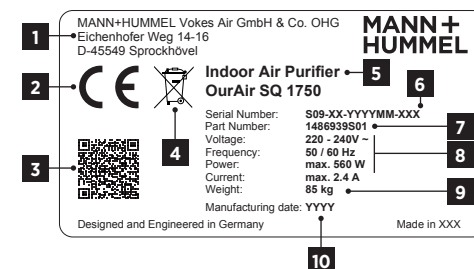 MANN+HUMMEL Vokes Air GmbH & Co. OHG
Eichenhofer Weg 14-16
D-45549 Sprockhövel
MANN+
HUMMEL
1
2
CE
Indoor Air Purifier
OurAir SQ 1750
5
6
Serial Number: S09-XX-YYYYMM-XXX
Part Number: 1486939S01
7
Voltage: 220 - 240V ~
Frequency: 50 / 60 Hz
8
Power: max. 560 W
Current: max. 2.4 A
Weight: 85 kg
9
3
4
Manufacturing date: YYYY
Designed and Engineered in Germany
Made in XXX
10